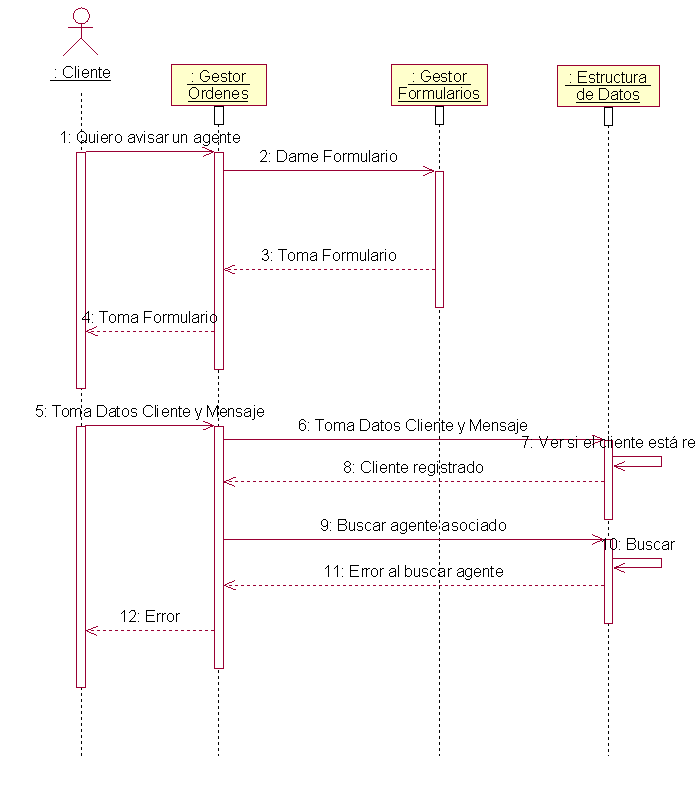 : Cliente
: Gestor
Ordenes
: Gestor
Formularios
: Estructura
de Datos
1: Quiero avisar un agente
2: Dame Formulario
3: Toma Formulario
4: Toma Formulario
5: Toma Datos Cliente y Mensaje
6: Toma Datos Cliente y Mensaje
7: Ver si el cliente está re
8: Cliente registrado
9: Buscar agente asociado
10: Buscar
11: Error al buscar agente
12: Error